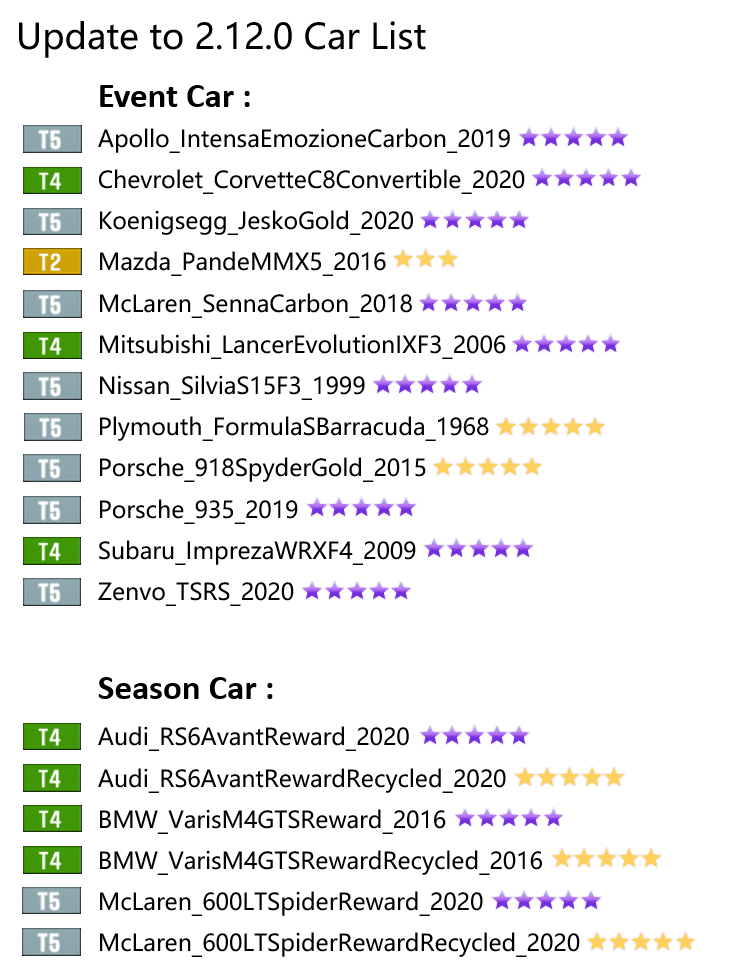 Update to 2.12.0 Car List
Event Car :
T5 Apollo_IntensaEmozioneCarbon_2019
T4 Chevrolet_CorvetteC8Convertible_2020
T5 Koenigsegg_JeskoGold_2020
T2 Mazda_PandeMMX5_2016
T5 McLaren_SennaCarbon_2018
T4 Mitsubishi_LancerEvolutionIXF3_2006
T5 Nissan_SilviaS15F3_1999
T5 Plymouth_FormulaSBarracuda_1968
T5 Porsche_918SpyderGold_2015
T5 Porsche_935_2019
T4 Subaru_ImprezaWRXF4_2009
T5 Zenvo_TSRS_2020
Season Car :
T4 Audi_RS6AvantReward_2020
T4 Audi_RS6AvantRewardRecycled_2020
T4 BMW_VarisM4GTSReward_2016
T4 BMW_VarisM4GTSRewardRecycled_2016
T5 McLaren_600LTSpiderReward_2020
T5 McLaren_600LTSpiderRewardRecycled_2020